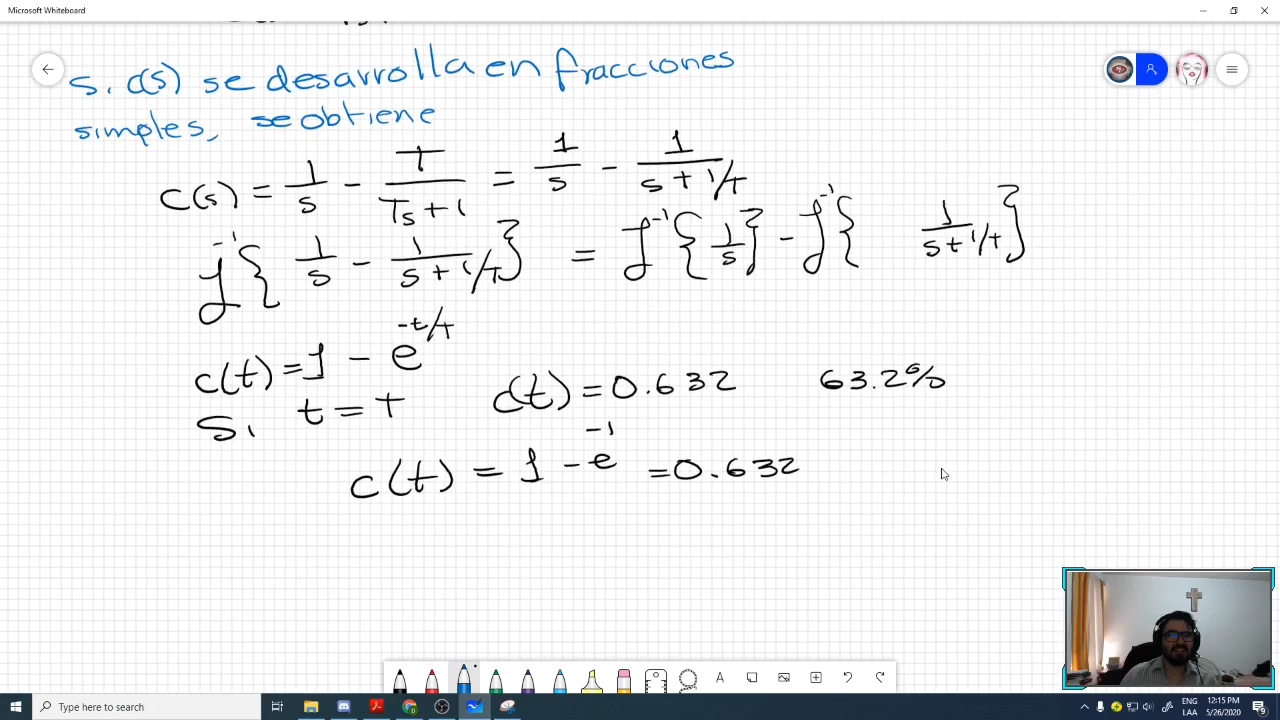 Microsoft Whiteboard
Si C(s) se desarrolla en fracciones
simples, se obtiene
C(s) = 1/s - T/(Ts+1) = 1/s - 1/(s+1/T)
ℒ⁻¹{1/s - 1/(s+1/T)} = ℒ⁻¹{1/s} - ℒ⁻¹{1/(s+1/T)}
c(t) = 1 - e^(-t/T)
Si t = T c(t) = 0.632 63.2%
c(t) = 1 - e^(-1) = 0.632
Type here to search
ENG 12:15 PM
LAA 5/26/2020